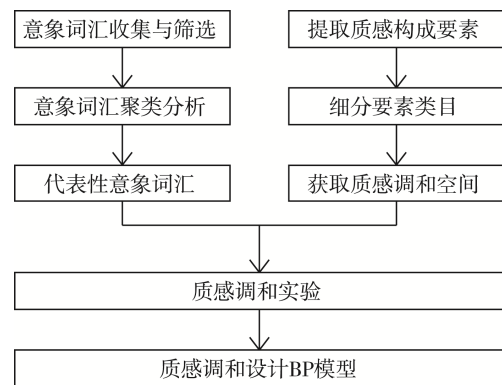 意象词汇收集与筛选
提取质感构成要素
意象词汇聚类分析
细分要素类目
代表性意象词汇
获取质感调和空间
质感调和实验
质感调和设计BP模型